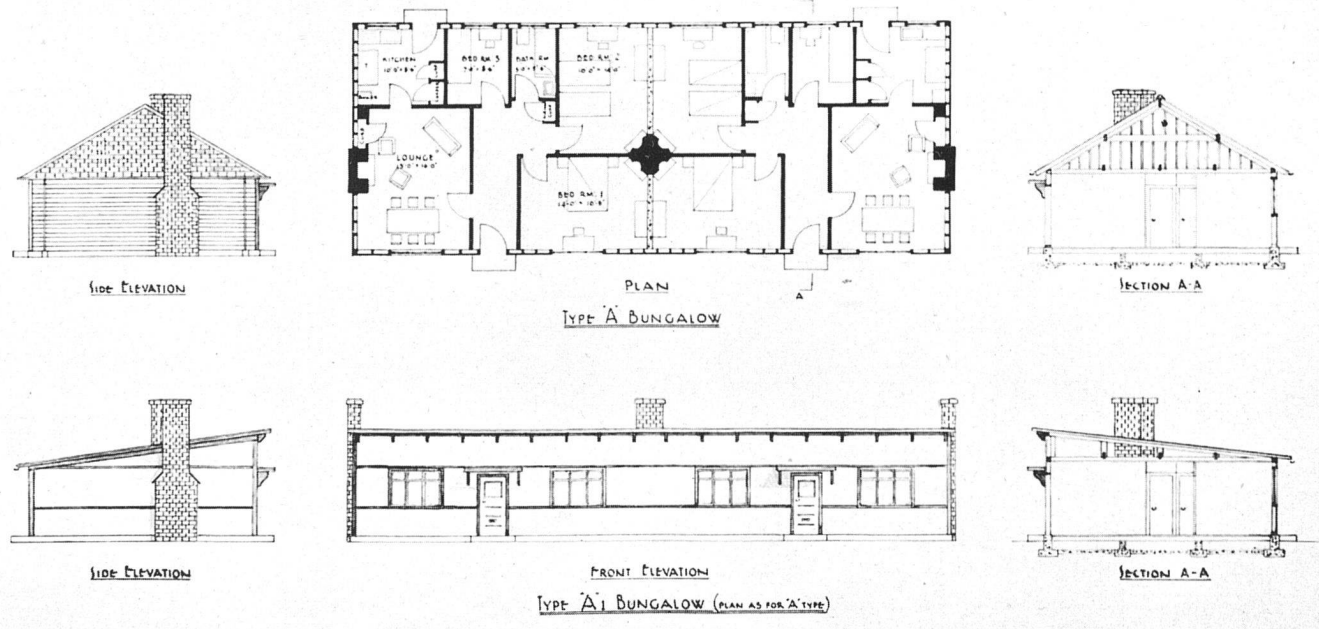 KITCHEN
BED RM. 3
BATH RM
BED RM. 2
LOUNGE
BED RM. 1
A
SIDE ELEVATION
PLAN
SECTION A-A
TYPE "A" BUNGALOW
SIDE ELEVATION
FRONT ELEVATION
SECTION A-A
TYPE "A"1 BUNGALOW (PLAN AS FOR "A" TYPE)